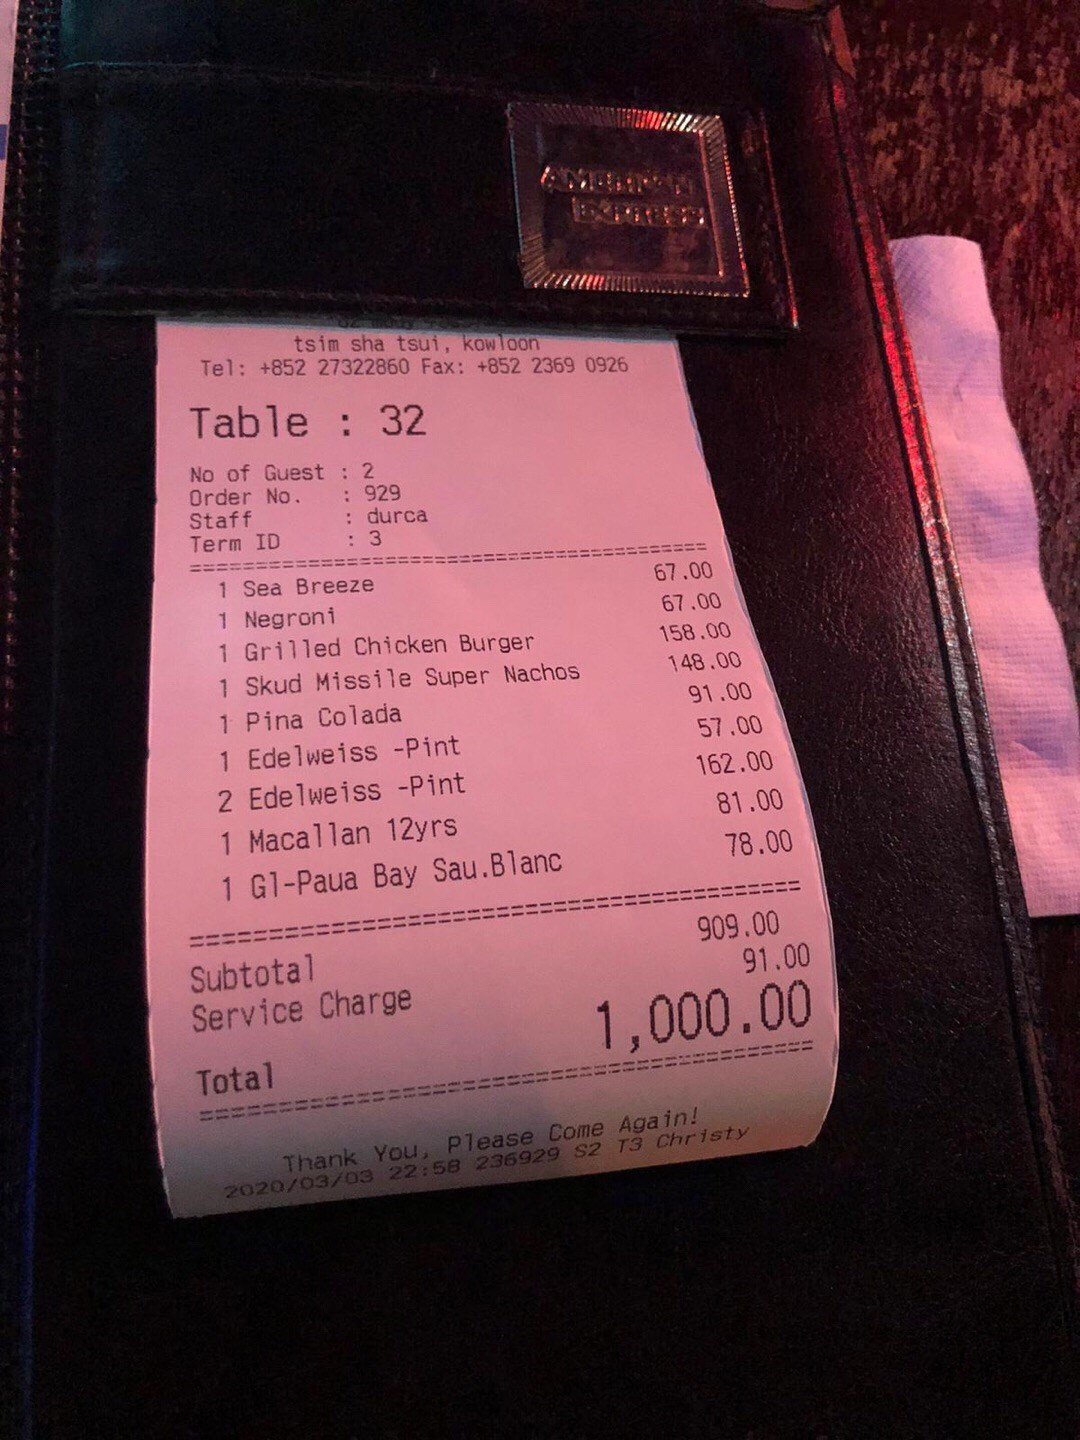 AMERICAN
EXPRESS
tsim sha tsui, kowloon
Tel: +852 27322860 Fax: +852 2369 0926
Table : 32
No of Guest : 2
Order No. : 929
Staff : durca
Term ID : 3
1 Sea Breeze 67.00
1 Negroni 67.00
1 Grilled Chicken Burger 158.00
1 Skud Missile Super Nachos 148.00
1 Pina Colada 91.00
1 Edelweiss -Pint 57.00
2 Edelweiss -Pint 162.00
1 Macallan 12yrs 81.00
1 Gl-Paua Bay Sau.Blanc 78.00
Subtotal 909.00
Service Charge 91.00
Total 1,000.00
Thank You, Please Come Again!
2020/03/03 22:58 236929 S2 T3 Christy